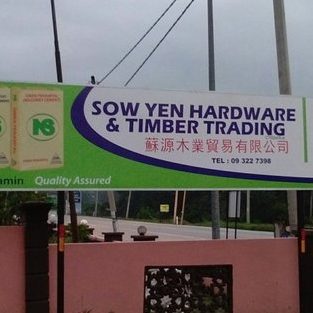 SOW YEN HARDWARE
& TIMBER TRADING
蘇源木業貿易有限公司
TEL : 09 322 7398
NS
amin Quality Assured